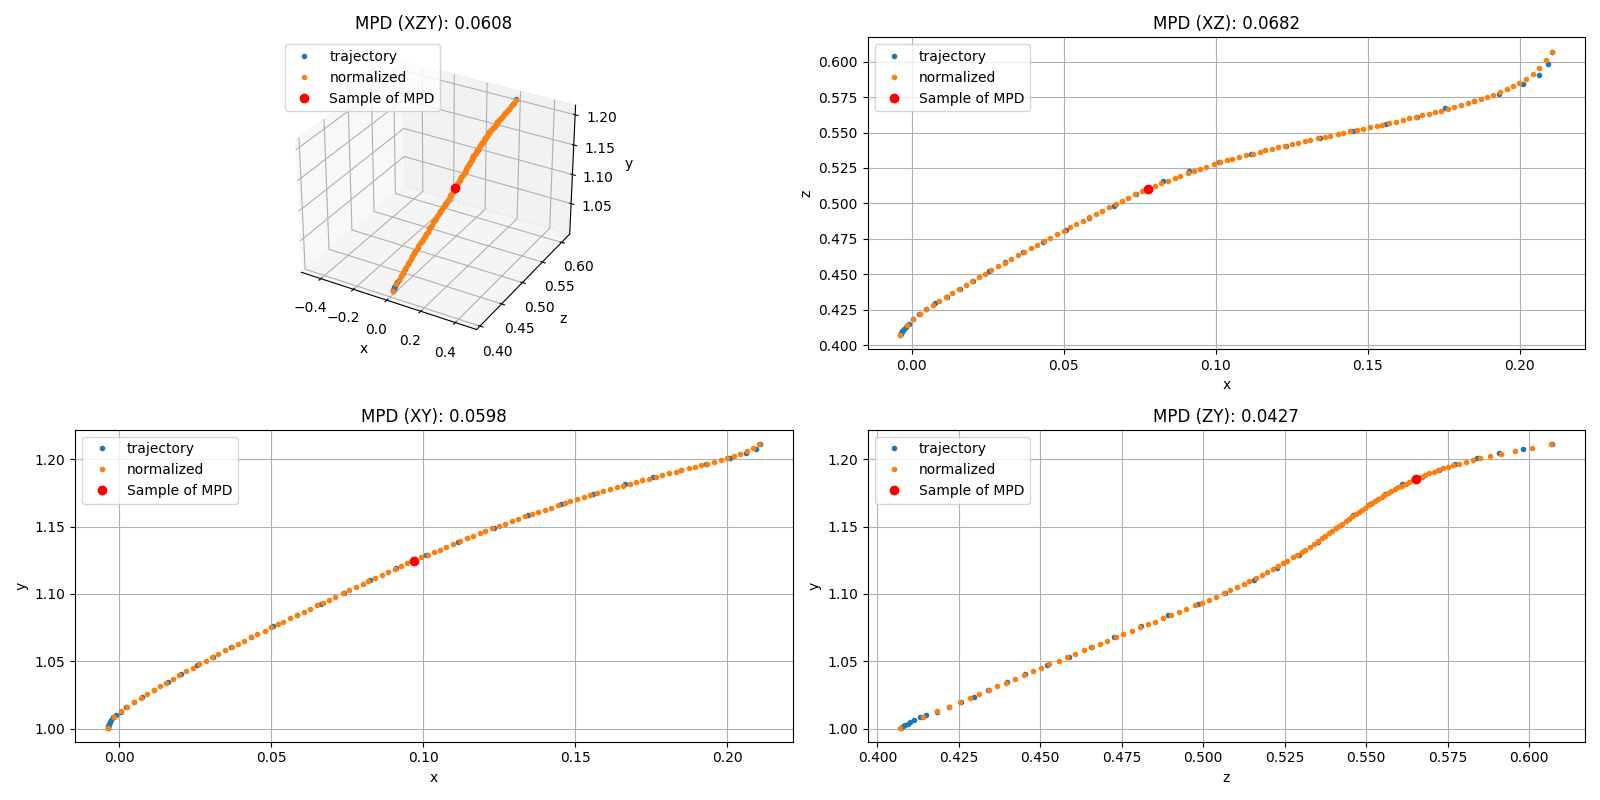 MPD (XZY): 0.0608
trajectory
normalized
Sample of MPD
1.20
1.15
1.10
1.05
y
0.60
0.55
0.50
0.45
0.40
z
−0.4
−0.2
0.0
0.2
0.4
x
MPD (XZ): 0.0682
trajectory
normalized
Sample of MPD
0.600
0.575
0.550
0.525
0.500
0.475
0.450
0.425
0.400
z
0.00 0.05 0.10 0.15 0.20
x
MPD (XY): 0.0598
trajectory
normalized
Sample of MPD
1.20
1.15
1.10
1.05
1.00
y
0.00 0.05 0.10 0.15 0.20
x
MPD (ZY): 0.0427
trajectory
normalized
Sample of MPD
1.20
1.15
1.10
1.05
1.00
y
0.400 0.425 0.450 0.475 0.500 0.525 0.550 0.575 0.600
z